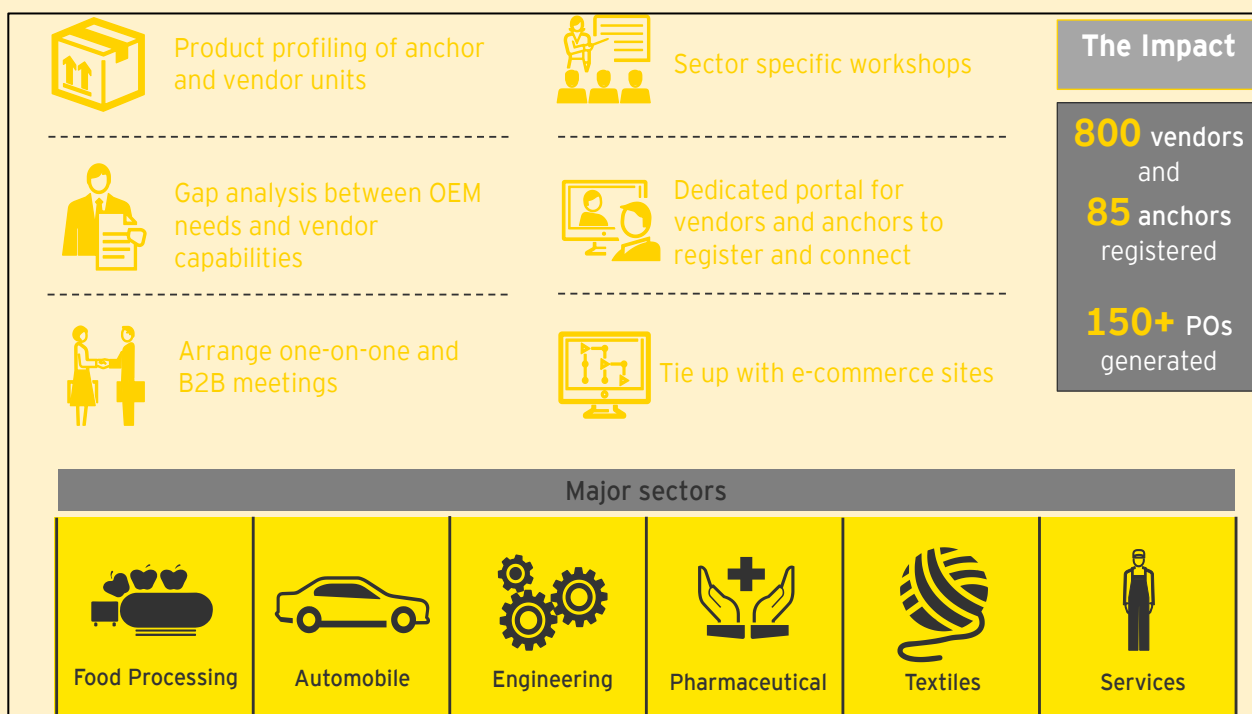 Product profiling of anchor
and vendor units
Sector specific workshops
Gap analysis between OEM
needs and vendor
capabilities
Dedicated portal for
vendors and anchors to
register and connect
Arrange one-on-one and
B2B meetings
Tie up with e-commerce sites
The Impact
800 vendors
and
85 anchors
registered
150+ POs
generated
Major sectors
Food Processing
Automobile
Engineering
Pharmaceutical
Textiles
Services